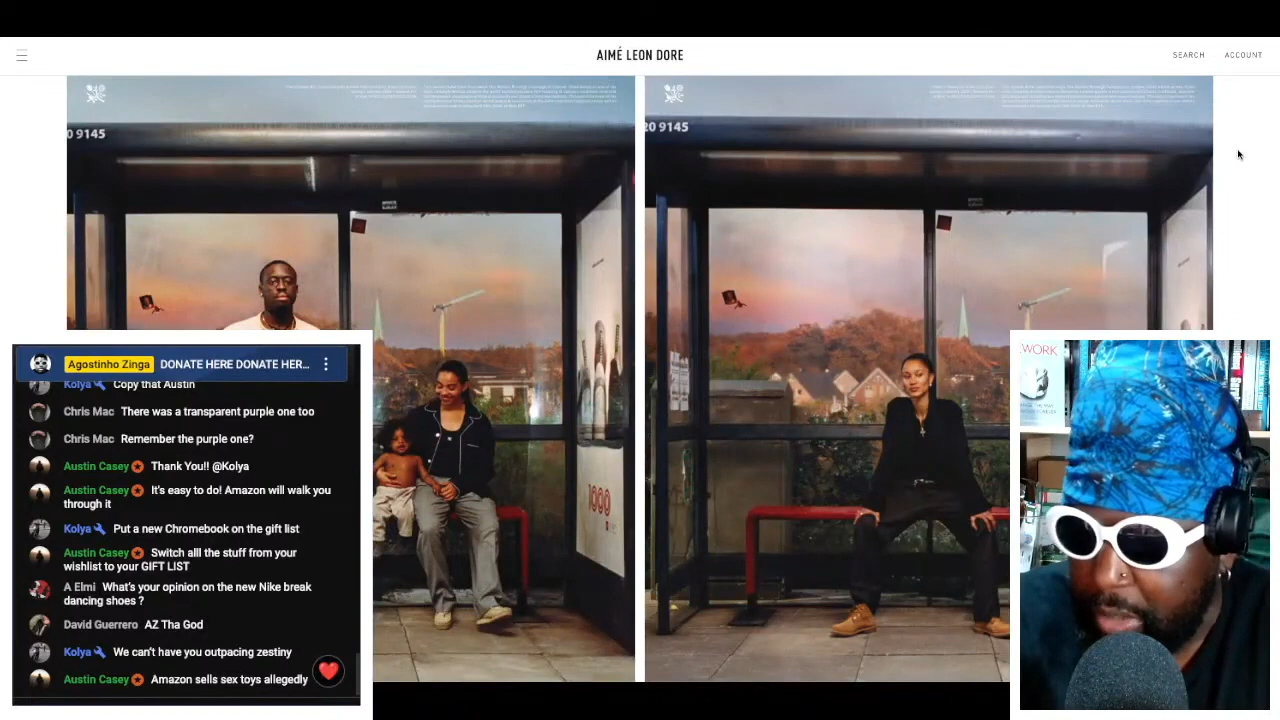 AIMÉ LEON DORE
SEARCH
ACCOUNT
0 9145
20 9145
1000
Agostinho Zinga DONATE HERE DONATE HER...
Kolya Copy that Austin
Chris Mac There was a transparent purple one too
Chris Mac Remember the purple one?
Austin Casey Thank You!! @Kolya
Austin Casey It's easy to do! Amazon will walk you
through it
Kolya Put a new Chromebook on the gift list
Austin Casey Switch alll the stuff from your
wishlist to your GIFT LIST
A Elmi What's your opinion on the new Nike break
dancing shoes ?
David Guerrero AZ Tha God
Kolya We can't have you outpacing zestiny
Austin Casey Amazon sells sex toys allegedly
WORK